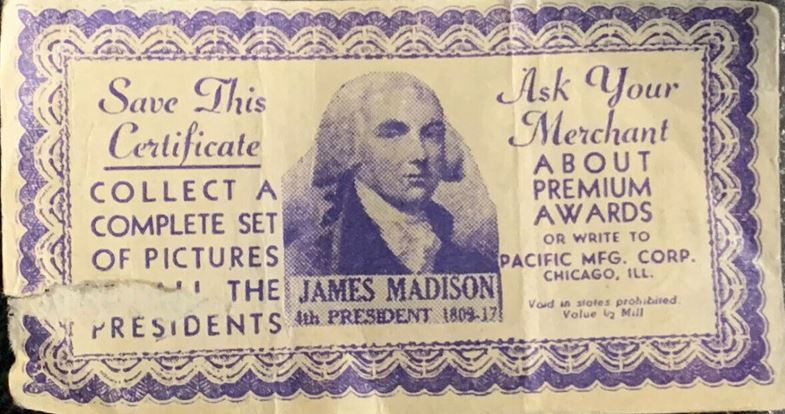 Save This
Certificate
COLLECT A
COMPLETE SET
OF PICTURES
THE
PRESIDENTS
JAMES MADISON
4th PRESIDENT 1809-17
Ask Your
Merchant
ABOUT
PREMIUM
AWARDS
OR WRITE TO
PACIFIC MFG. CORP.
CHICAGO, ILL.
Void in states prohibited.
Value ½ Mill